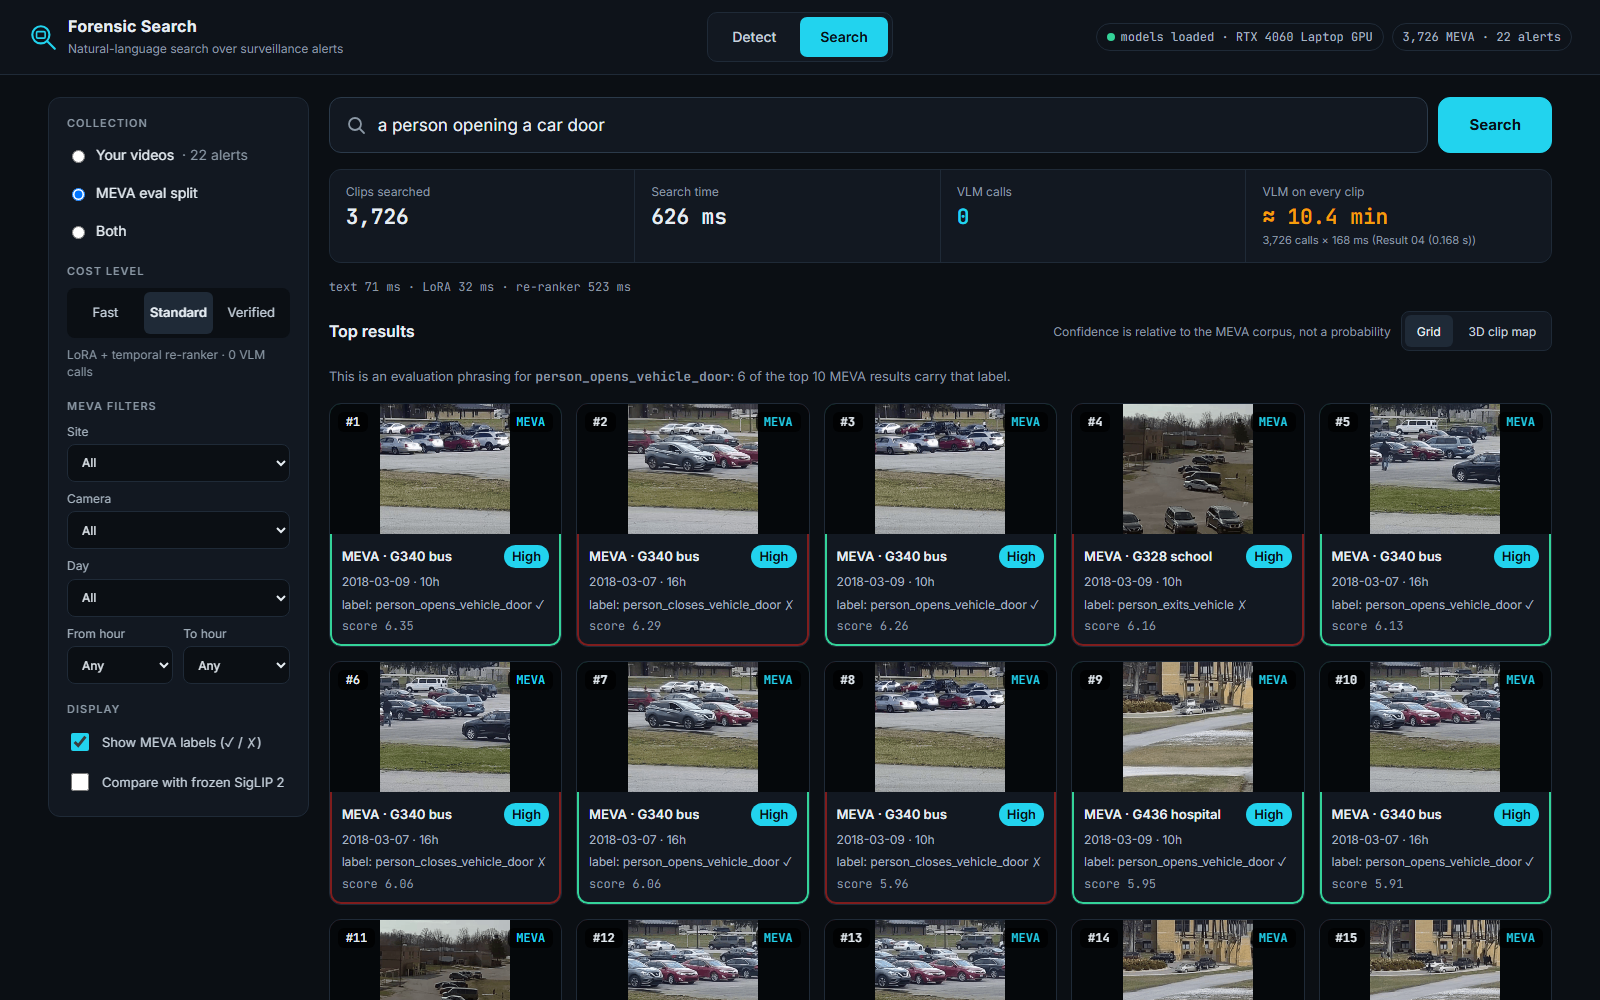 Forensic Search
Natural-language search over surveillance alerts
Detect
Search
models loaded · RTX 4060 Laptop GPU
3,726 MEVA · 22 alerts
COLLECTION
Your videos · 22 alerts
MEVA eval split
Both
COST LEVEL
Fast
Standard
Verified
LoRA + temporal re-ranker · 0 VLM
calls
MEVA FILTERS
Site
All
Camera
All
Day
All
From hour
To hour
Any
Any
DISPLAY
Show MEVA labels (✓ / ✗)
Compare with frozen SigLIP 2
a person opening a car door
Search
Clips searched
3,726
Search time
626 ms
VLM calls
0
VLM on every clip
≈ 10.4 min
3,726 calls × 168 ms (Result 04 (0.168 s))
text 71 ms · LoRA 32 ms · re-ranker 523 ms
Top results
Confidence is relative to the MEVA corpus, not a probability
Grid
3D clip map
This is an evaluation phrasing for person_opens_vehicle_door: 6 of the top 10 MEVA results carry that label.
#1
MEVA
MEVA · G340 bus
High
2018-03-09 · 10h
label: person_opens_vehicle_door ✓
score 6.35
#2
MEVA
MEVA · G340 bus
High
2018-03-07 · 16h
label: person_closes_vehicle_door ✗
score 6.29
#3
MEVA
MEVA · G340 bus
High
2018-03-09 · 10h
label: person_opens_vehicle_door ✓
score 6.26
#4
MEVA
MEVA · G328 school
High
2018-03-09 · 10h
label: person_exits_vehicle ✗
score 6.16
#5
MEVA
MEVA · G340 bus
High
2018-03-07 · 16h
label: person_opens_vehicle_door ✓
score 6.13
#6
MEVA
MEVA · G340 bus
High
2018-03-07 · 16h
label: person_closes_vehicle_door ✗
score 6.06
#7
MEVA
MEVA · G340 bus
High
2018-03-07 · 16h
label: person_opens_vehicle_door ✓
score 6.06
#8
MEVA
MEVA · G340 bus
High
2018-03-09 · 10h
label: person_closes_vehicle_door ✗
score 5.96
#9
MEVA
MEVA · G436 hospital
High
2018-03-09 · 10h
label: person_opens_vehicle_door ✓
score 5.95
#10
MEVA
MEVA · G340 bus
High
2018-03-07 · 16h
label: person_opens_vehicle_door ✓
score 5.91
#11
MEVA
#12
MEVA
#13
MEVA
#14
MEVA
#15
MEVA